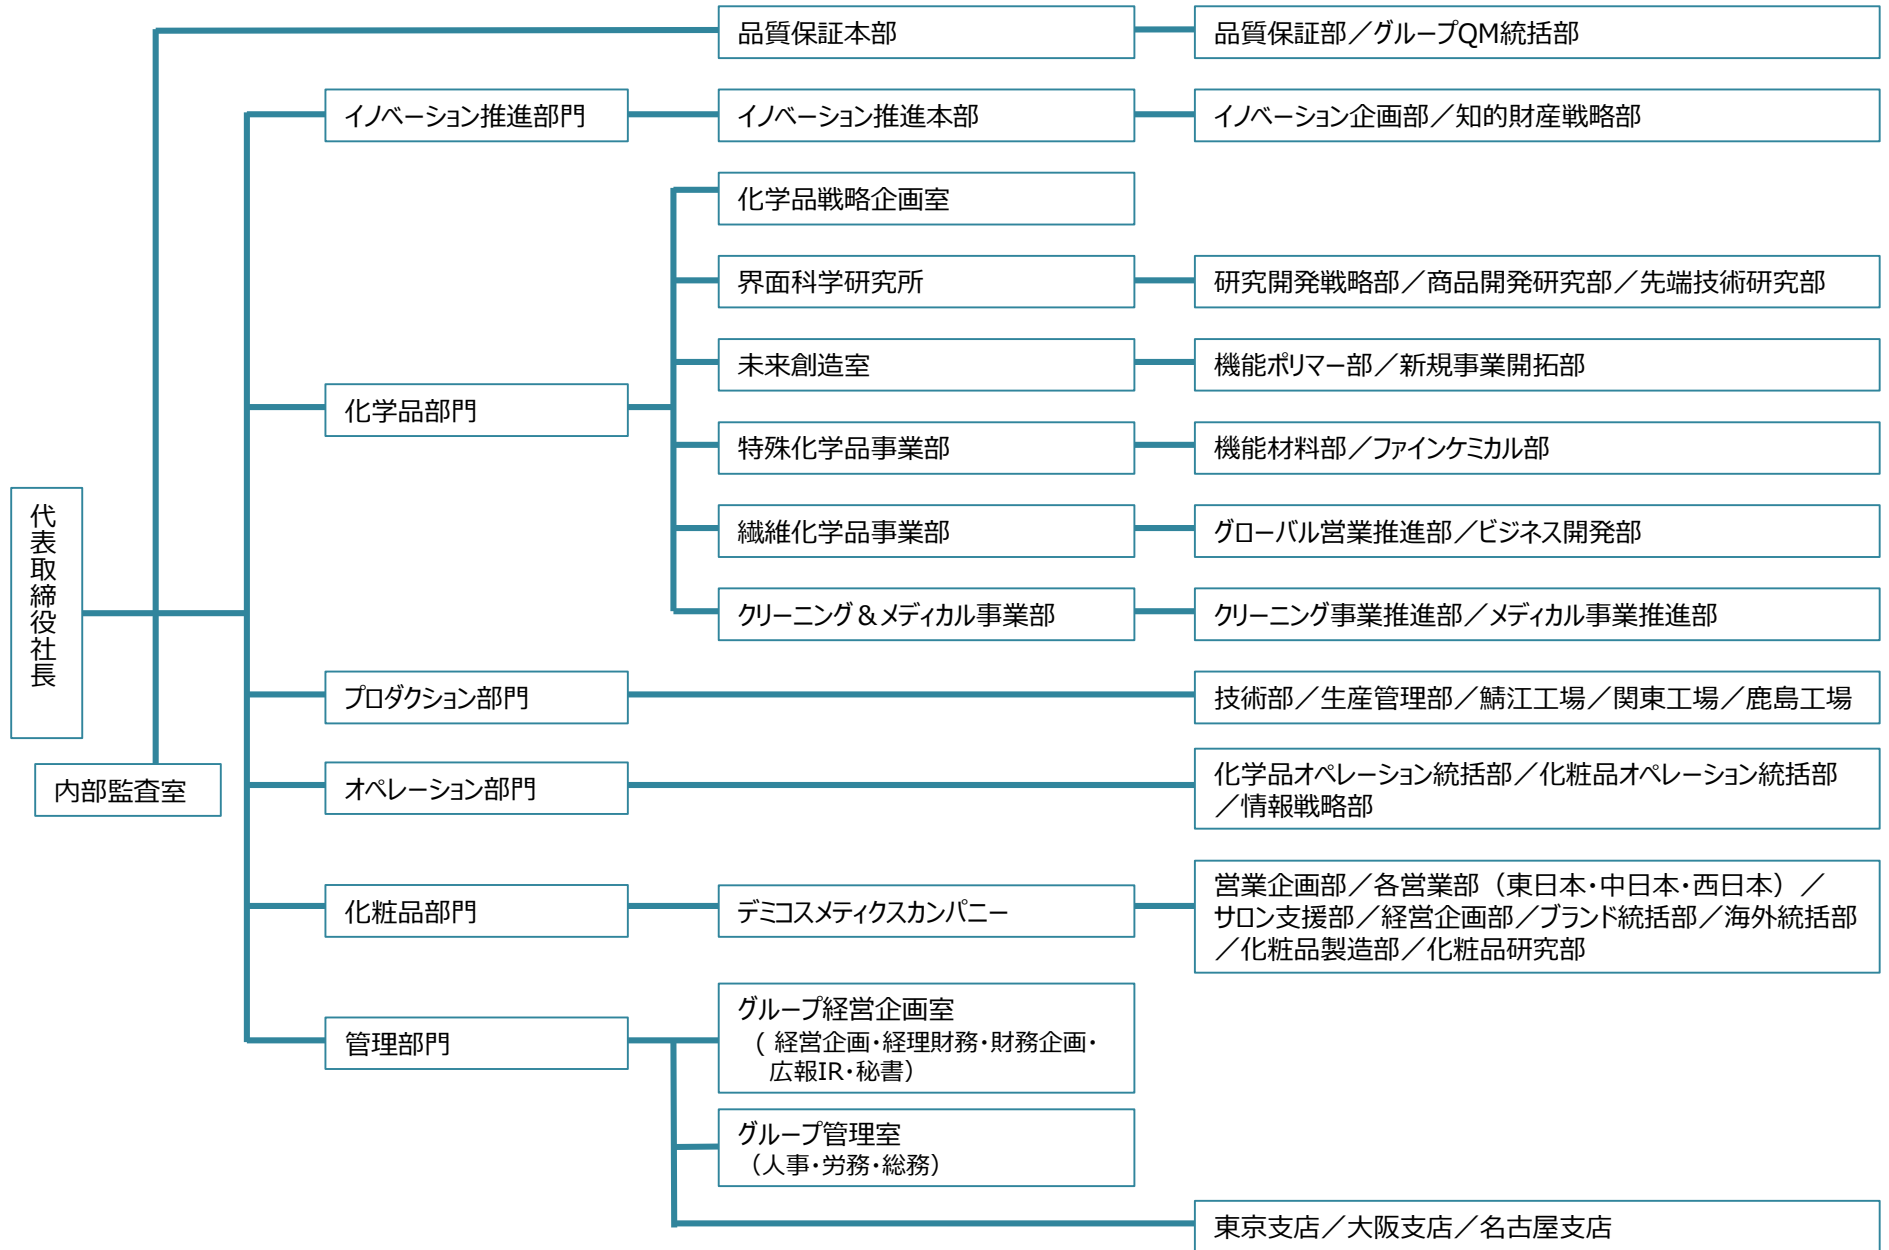 品質保証本部
品質保証部／グループQM統括部
イノベーション推進部門
イノベーション推進本部
イノベーション企画部／知的財産戦略部
化学品戦略企画室
界面科学研究所
研究開発戦略部／商品開発研究部／先端技術研究部
未来創造室
機能ポリマー部／新規事業開拓部
化学品部門
特殊化学品事業部
機能材料部／ファインケミカル部
繊維化学品事業部
グローバル営業推進部／ビジネス開発部
代表取締役社長
クリーニング＆メディカル事業部
クリーニング事業推進部／メディカル事業推進部
プロダクション部門
技術部／生産管理部／鯖江工場／関東工場／鹿島工場
内部監査室
オペレーション部門
化学品オペレーション統括部／化粧品オペレーション統括部
／情報戦略部
化粧品部門
デミコスメティクスカンパニー
営業企画部／各営業部（東日本・中日本・西日本）／
サロン支援部／経営企画部／ブランド統括部／海外統括部
／化粧品製造部／化粧品研究部
管理部門
グループ経営企画室
( 経営企画・経理財務・財務企画・
広報IR・秘書）
グループ管理室
（人事・労務・総務）
東京支店／大阪支店／名古屋支店